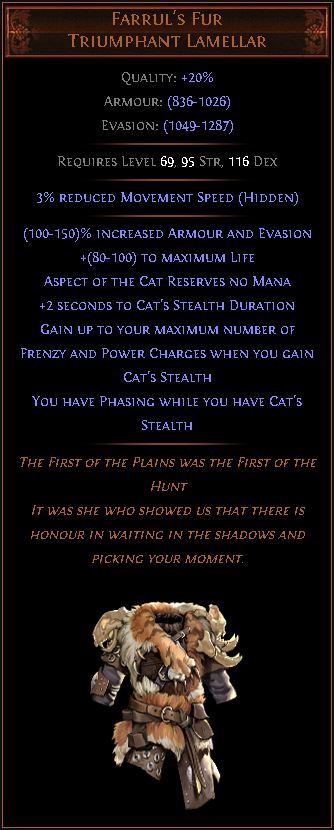 Farrul's Fur
Triumphant Lamellar
Quality: +20%
Armour: (836-1026)
Evasion: (1049-1287)
Requires Level 69, 95 Str, 116 Dex
3% reduced Movement Speed (Hidden)
(100-150)% increased Armour and Evasion
+(80-100) to maximum Life
Aspect of the Cat Reserves no Mana
+2 seconds to Cat's Stealth Duration
Gain up to your maximum number of
Frenzy and Power Charges when you gain
Cat's Stealth
You have Phasing while you have Cat's
Stealth
The First of the Plains was the First of the
Hunt
It was she who showed us that there is
honour in waiting in the shadows and
picking your moment.